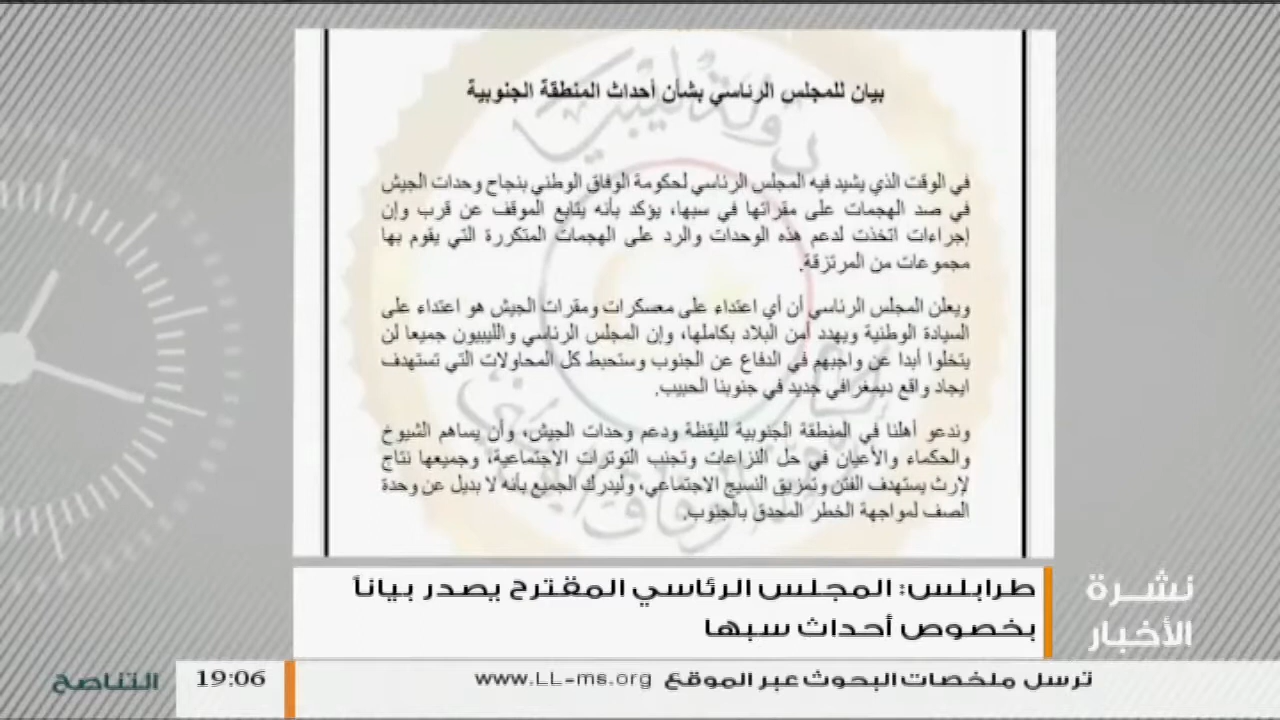 بيان للمجلس الرئاسي بشأن أحداث المنطقة الجنوبية
في الوقت الذي يشيد فيه المجلس الرئاسي لحكومة الوفاق الوطني بنجاح وحدات الجيش
في صد الهجمات على مقراتها في سبها، يؤكد بأنه يتابع الموقف عن قرب وإن
إجراءات اتخذت لدعم هذه الوحدات والرد على الهجمات المتكررة التي يقوم بها
مجموعات من المرتزقة.
ويعلن المجلس الرئاسي أن أي اعتداء على معسكرات ومقرات الجيش هو اعتداء على
السيادة الوطنية ويهدد أمن البلاد بكاملها، وإن المجلس الرئاسي والليبيون جميعا لن
يتخلوا أبدا عن واجبهم في الدفاع عن الجنوب وستحبط كل المحاولات التي تستهدف
ايجاد واقع ديمغرافي جديد في جنوبنا الحبيب.
وندعو أهلنا في المنطقة الجنوبية لليقظة ودعم وحدات الجيش، وأن يساهم الشيوخ
والحكماء والأعيان في حل النزاعات وتجنب التوترات الاجتماعية، وجميعها نتاج
لإرث يستهدف الفتن وتمزيق النسيج الاجتماعي، وليدرك الجميع بأنه لا بديل عن وحدة
الصف لمواجهة الخطر المحدق بالجنوب.
طرابلس: المجلس الرئاسي المقترح يصدر بياناً
بخصوص أحداث سبها
نشرة
الأخبار
ترسل ملخصات البحوث عبر الموقع www.LL-ms.org
19:06
التناصح
دولة ليبيا